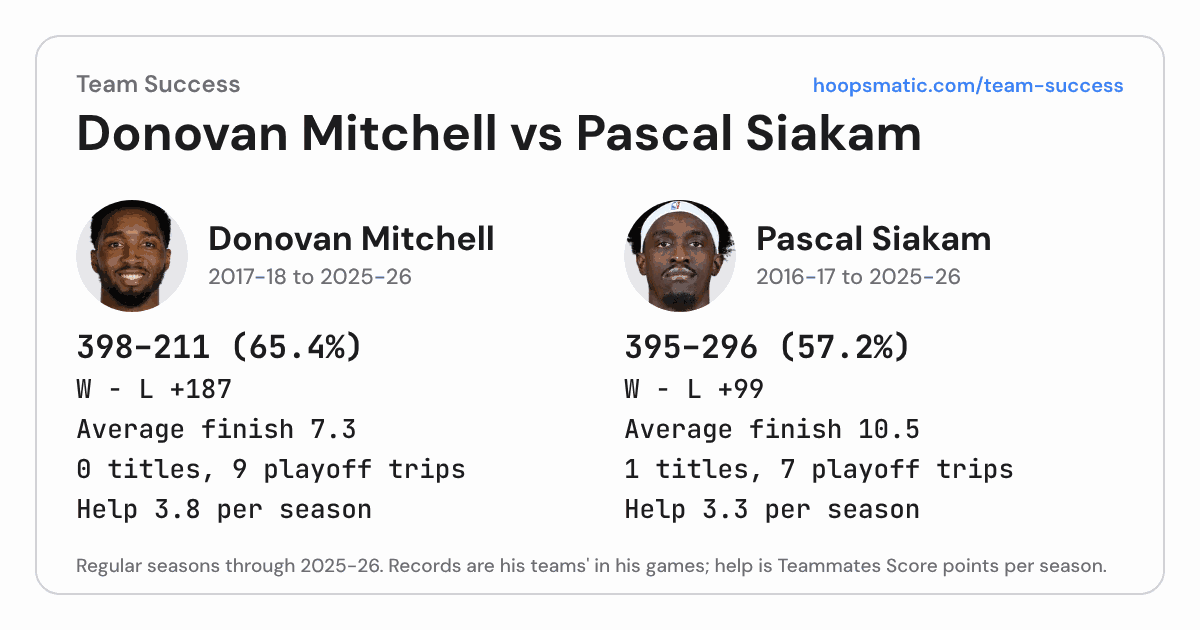 Team Success
hoopsmatic.com/team-success
Donovan Mitchell vs Pascal Siakam
Donovan Mitchell
2017-18 to 2025-26
398-211 (65.4%)
W - L +187
Average finish 7.3
0 titles, 9 playoff trips
Help 3.8 per season
Pascal Siakam
2016-17 to 2025-26
395-296 (57.2%)
W - L +99
Average finish 10.5
1 titles, 7 playoff trips
Help 3.3 per season
Regular seasons through 2025-26. Records are his teams' in his games; help is Teammates Score points per season.